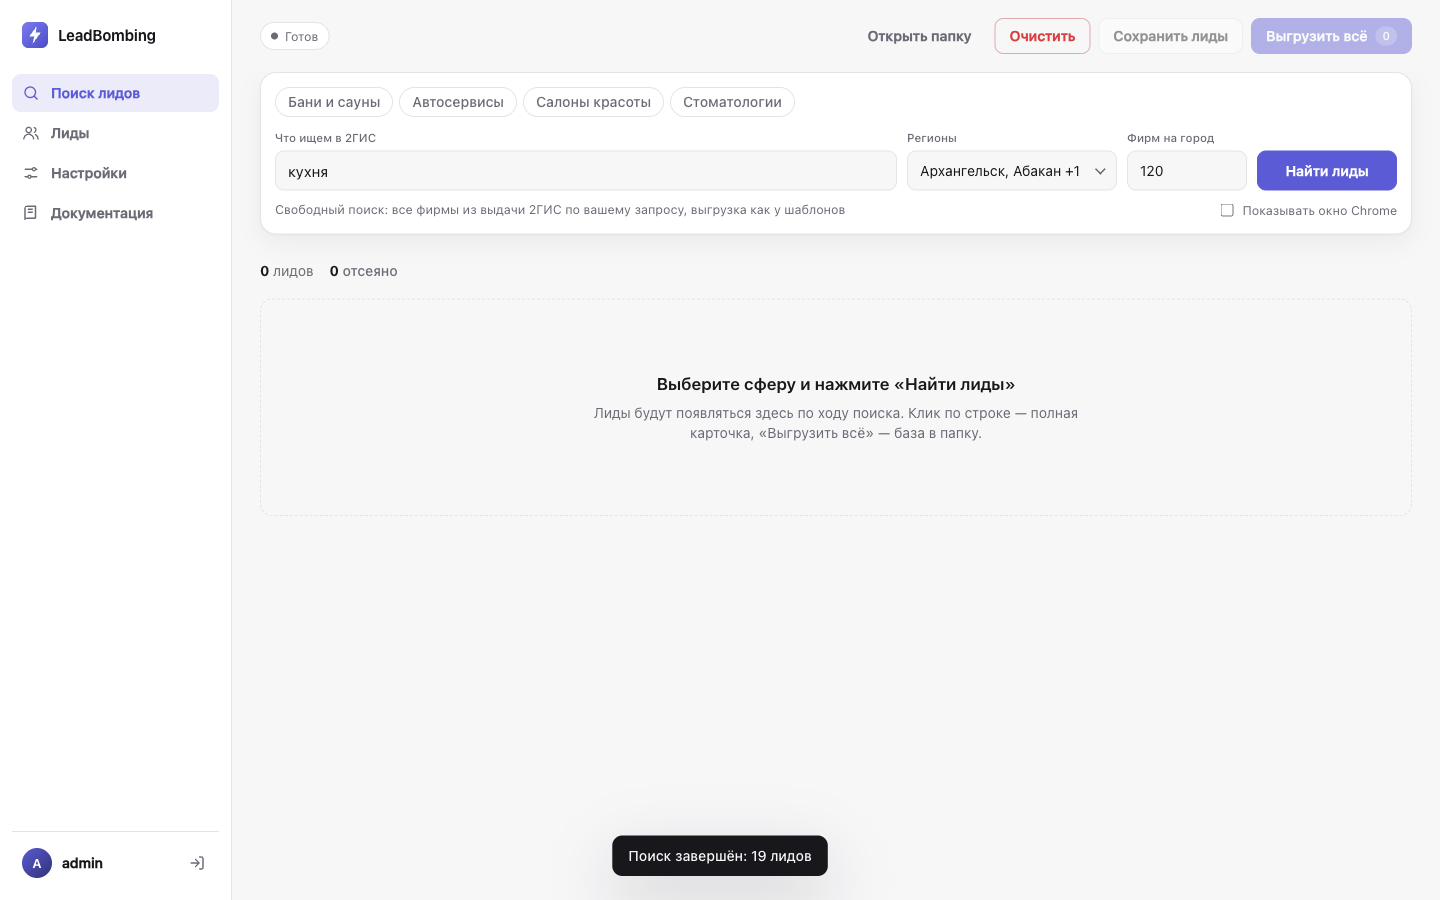 LeadBombing
Поиск лидов
Лиды
Настройки
Документация
A
admin
Готов
Открыть папку
Очистить
Сохранить лиды
Выгрузить всё 0
Бани и сауны
Автосервисы
Салоны красоты
Стоматологии
Что ищем в 2ГИС
Регионы
Фирм на город
кухня
Архангельск, Абакан +1
120
Найти лиды
Свободный поиск: все фирмы из выдачи 2ГИС по вашему запросу, выгрузка как у шаблонов
Показывать окно Chrome
0 лидов 0 отсеяно
Выберите сферу и нажмите «Найти лиды»
Лиды будут появляться здесь по ходу поиска. Клик по строке — полная
карточка, «Выгрузить всё» — база в папку.
Поиск завершён: 19 лидов